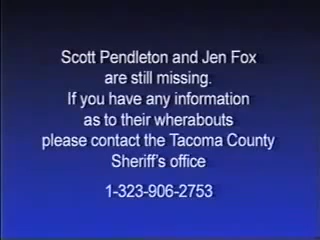 Scott Pendleton and Jen Fox
are still missing.
If you have any information
as to their wherabouts
please contact the Tacoma County
Sheriff's office
1-323-906-2753